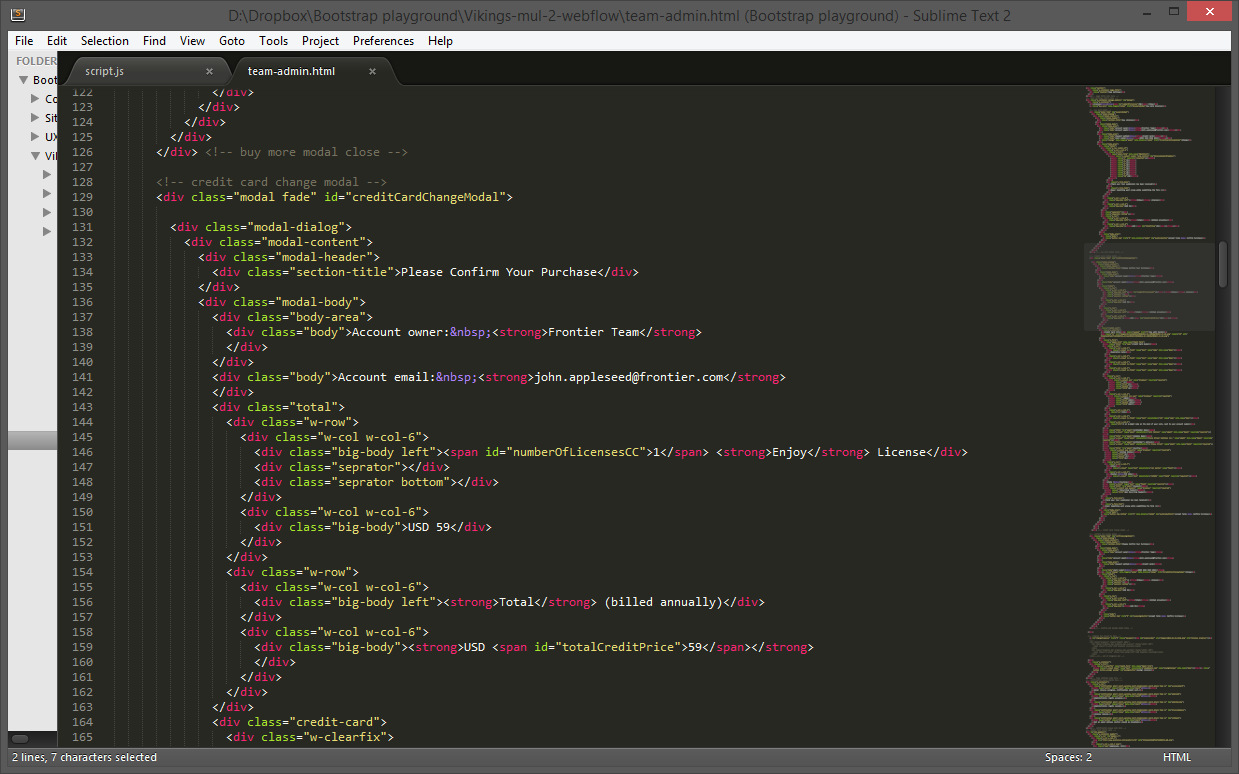 D:\Dropbox\Bootstrap playground\Vikings-mul-2-webflow\team-admin.html (Bootstrap playground) - Sublime Text 2
File Edit Selection Find View Goto Tools Project Preferences Help
FOLDER
script.js × team-admin.html ×
Boot
Co
Sit
UX
Vik
122 </div>
123 </div>
124 </div>
125 </div>
126 </div> <!-- buy more modal close -->
127
128 <!-- credit card change modal -->
129 <div class="modal fade" id="creditCardChangeModal">
130
131 <div class="modal-dialog">
132 <div class="modal-content">
133 <div class="modal-header">
134 <div class="section-title">Please Confirm Your Purchase</div>
135 </div>
136 <div class="modal-body">
137 <div class="body-area">
138 <div class="body">Account owner:&nbsp;<strong>Frontier Team</strong>
139 </div>
140 </div>
141 <div class="body">Account email:&nbsp;<strong>john.appleseed@frontier.com</strong>
142 </div>
143 <div class="total">
144 <div class="w-row">
145 <div class="w-col w-col-6">
146 <div class="big-body left"><span id="numberOfLicensesCC">1</span> <strong>Enjoy</strong> License</div>
147 <div class="seprator"></div>
148 <div class="seprator bottom"></div>
149 </div>
150 <div class="w-col w-col-6">
151 <div class="big-body">USD 59</div>
152 </div>
153 </div>
154 <div class="w-row">
155 <div class="w-col w-col-6">
156 <div class="big-body left"><strong>Total</strong> (billed annually)</div>
157 </div>
158 <div class="w-col w-col-6">
159 <div class="big-body"><strong>USD <span id="totalCreditPrice">59</span></strong>
160 </div>
161 </div>
162 </div>
163 </div>
164 <div class="credit-card">
165 <div class="w-clearfix">
2 lines, 7 characters selected Spaces: 2 HTML